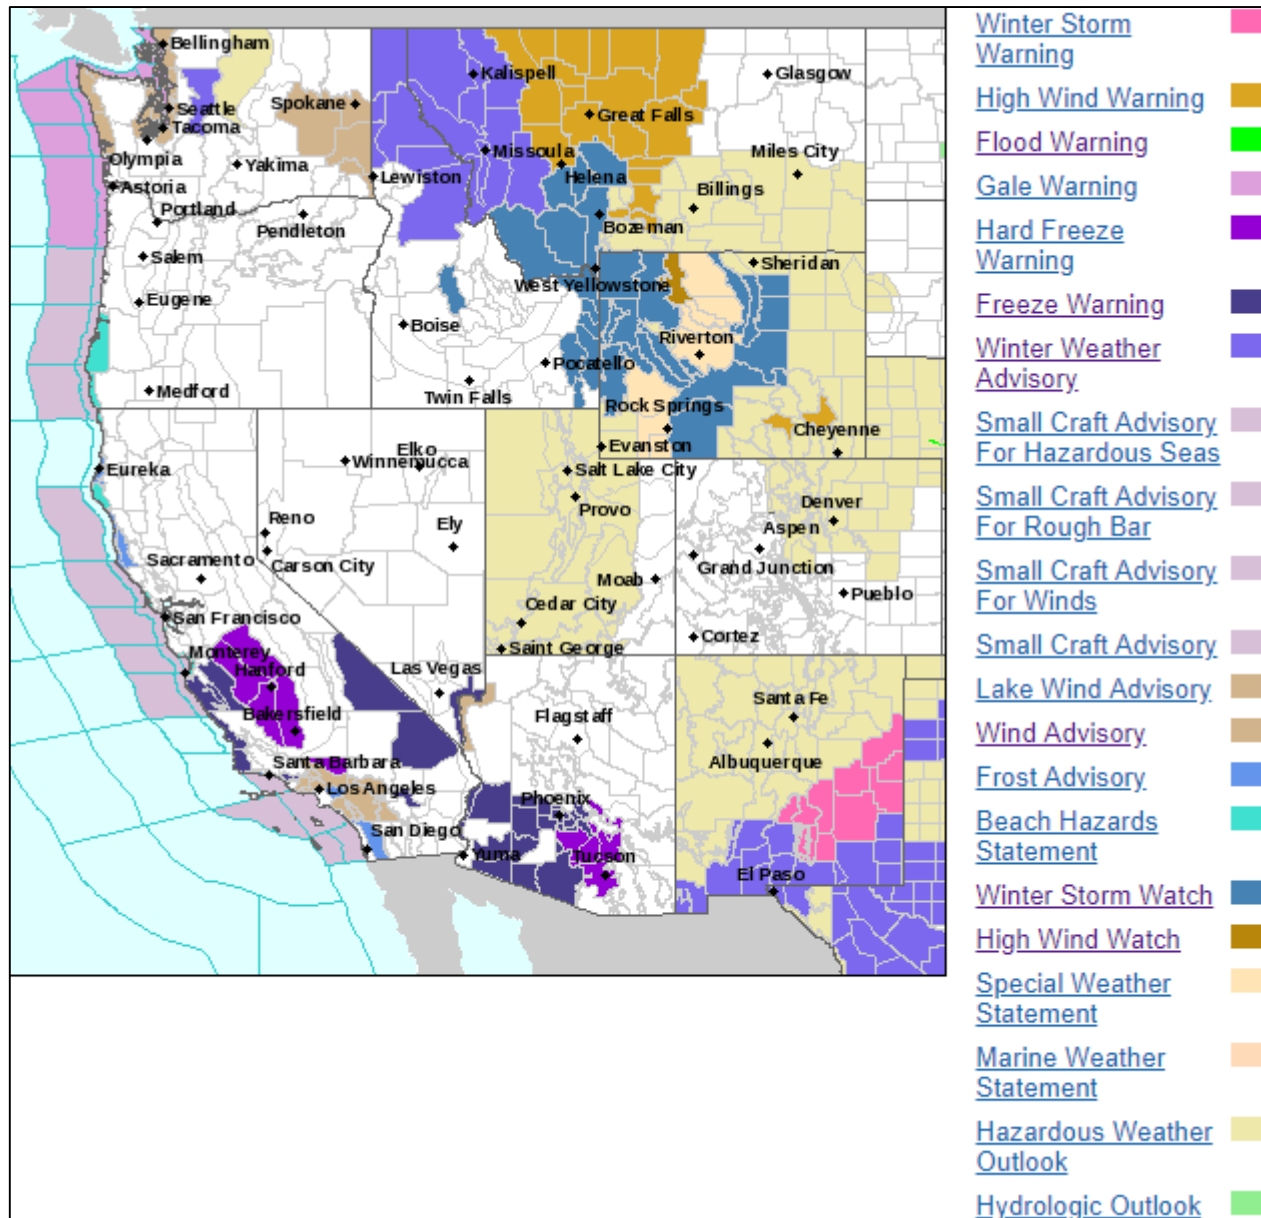 Bellingham
Kalispell
Glasgow
Spokane
Seattle
Great Falls
Tacoma
Olympia
Yakima
Missoula
Miles City
Lewiston
Helena
Astoria
Billings
Portland
Pendleton
Bozeman
Salem
Sheridan
West Yellowstone
Eugene
Boise
Riverton
Pocatello
Medford
Twin Falls
Rock Springs
Cheyenne
Evanston
Elko
Winnemucca
Eureka
Salt Lake City
Provo
Denver
Reno
Ely
Aspen
Sacramento
Carson City
Grand Junction
Moab
Pueblo
Cedar City
San Francisco
Cortez
Saint George
Monterey
Hanford
Las Vegas
Santa Fe
Bakersfield
Flagstaff
Albuquerque
Santa Barbara
Los Angeles
Phoenix
San Diego
Yuma
Tucson
El Paso
Winter Storm
Warning
High Wind Warning
Flood Warning
Gale Warning
Hard Freeze
Warning
Freeze Warning
Winter Weather
Advisory
Small Craft Advisory
For Hazardous Seas
Small Craft Advisory
For Rough Bar
Small Craft Advisory
For Winds
Small Craft Advisory
Lake Wind Advisory
Wind Advisory
Frost Advisory
Beach Hazards
Statement
Winter Storm Watch
High Wind Watch
Special Weather
Statement
Marine Weather
Statement
Hazardous Weather
Outlook
Hydrologic Outlook